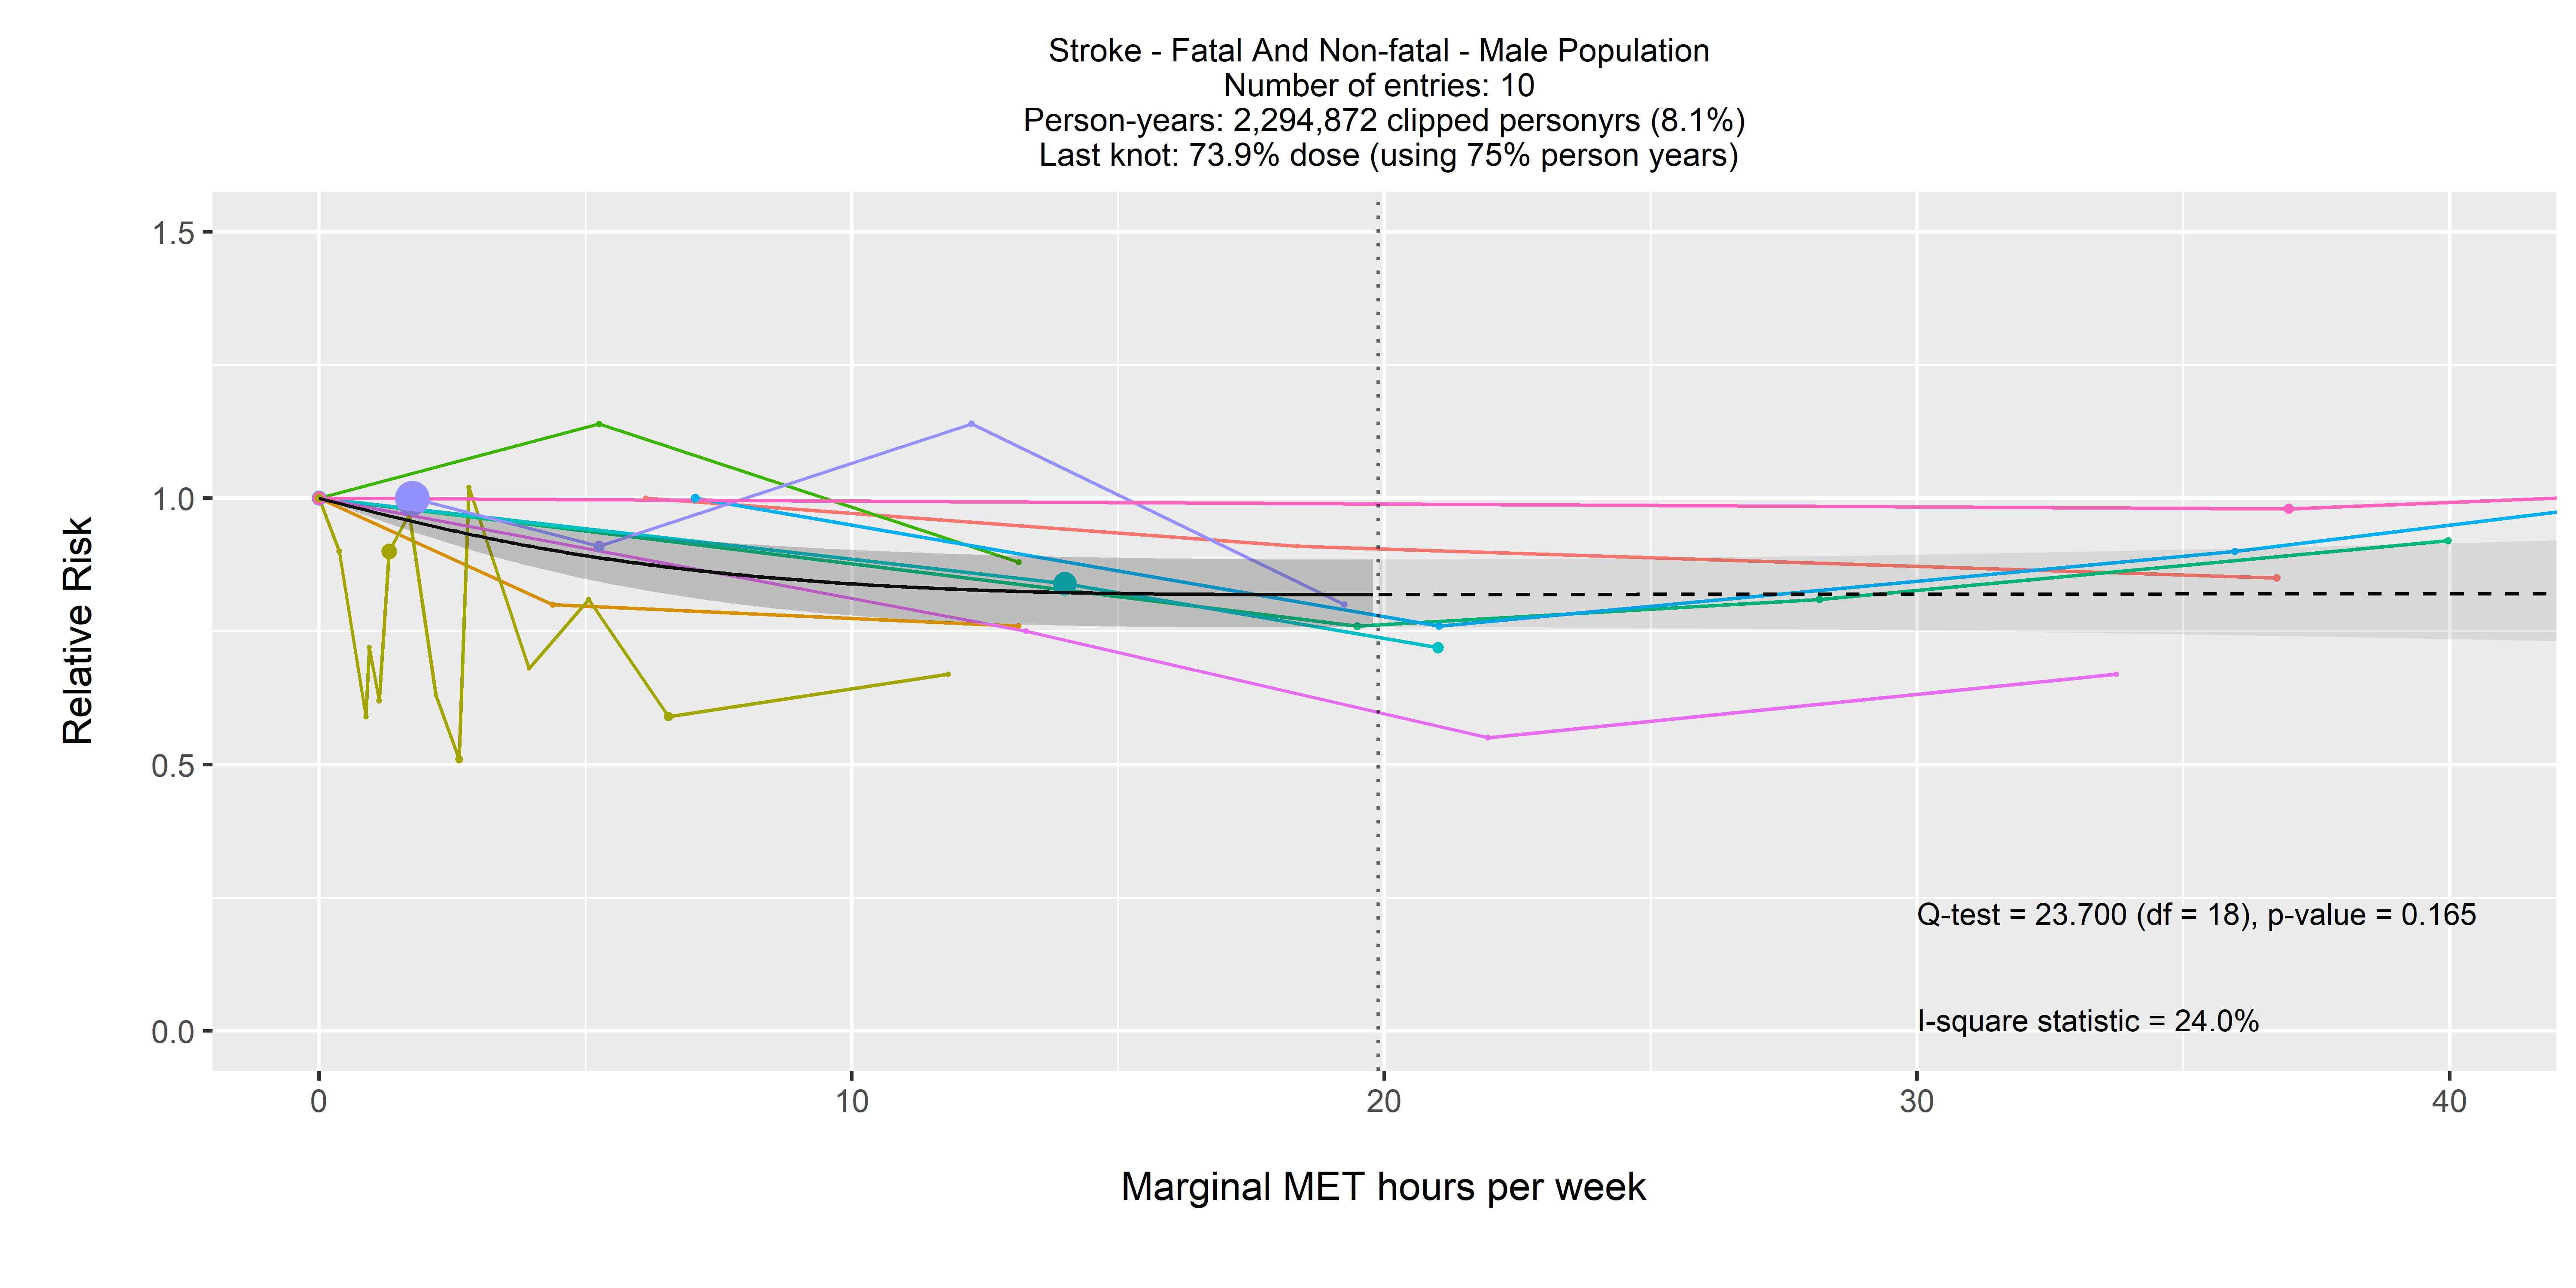 Stroke - Fatal And Non-fatal - Male Population
Number of entries: 10
Person-years: 2,294,872 clipped personyrs (8.1%)
Last knot: 73.9% dose (using 75% person years)
1.5
1.0
0.5
0.0
Relative Risk
Q-test = 23.700 (df = 18), p-value = 0.165
I-square statistic = 24.0%
0 10 20 30 40
Marginal MET hours per week